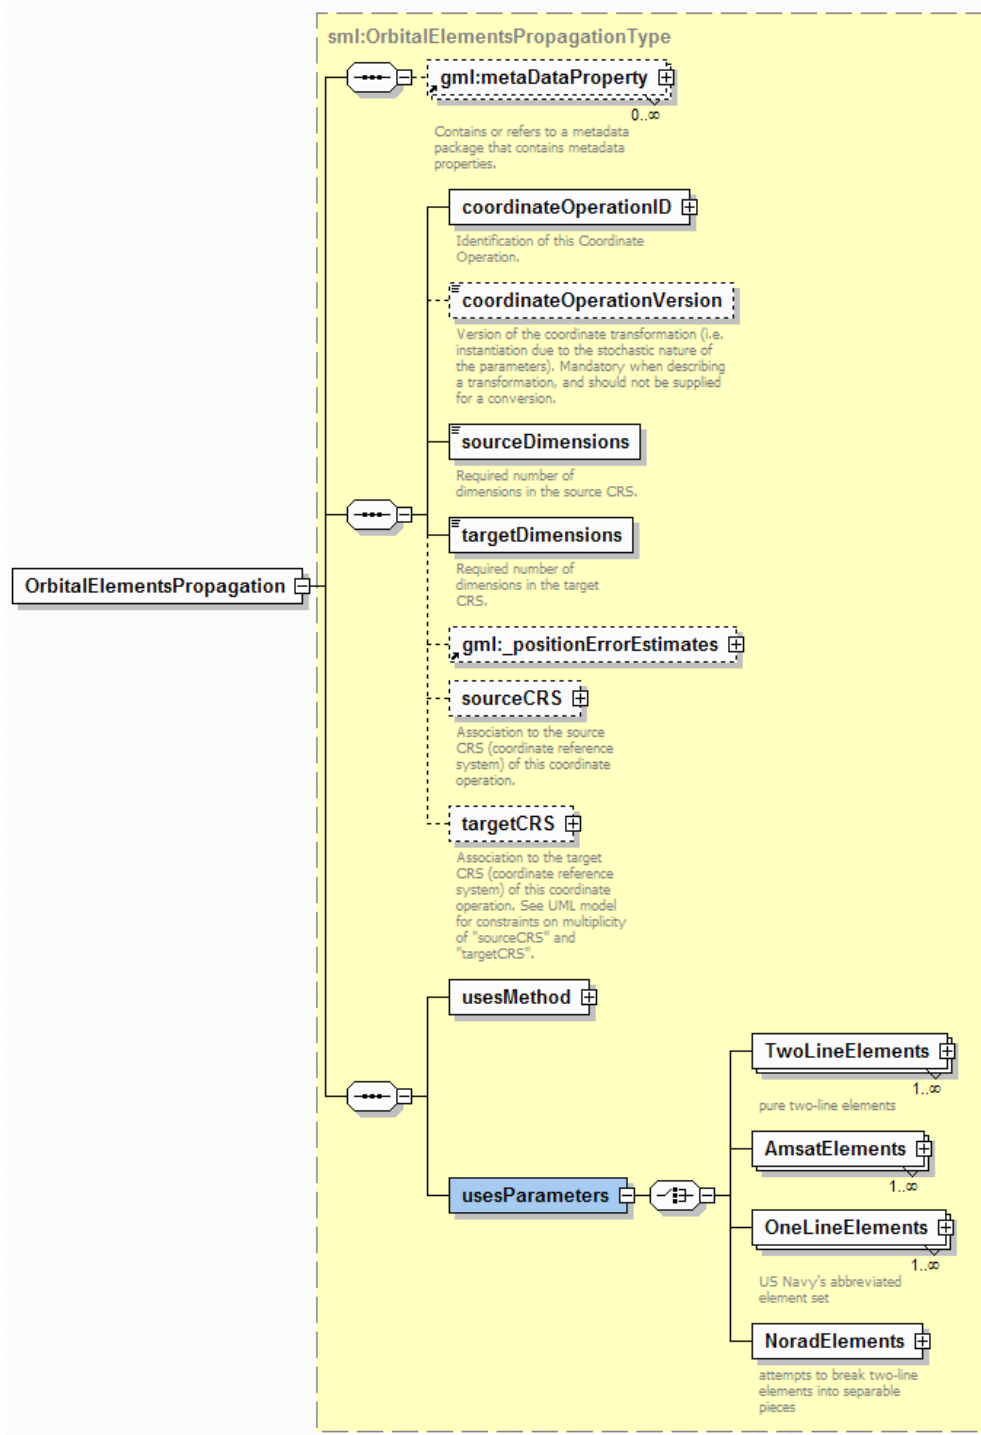 sml:OrbitalElementsPropagationType
gml:metaDataProperty
0..∞
Contains or refers to a metadata
package that contains metadata
properties.
coordinateOperationID
Identification of this Coordinate
Operation.
coordinateOperationVersion
Version of the coordinate transformation (i.e.
instantiation due to the stochastic nature of
the parameters). Mandatory when describing
a transformation, and should not be supplied
for a conversion.
sourceDimensions
Required number of
dimensions in the source CRS.
targetDimensions
Required number of
dimensions in the target
CRS.
OrbitalElementsPropagation
gml:_positionErrorEstimates
sourceCRS
Association to the source
CRS (coordinate reference
system) of this coordinate
operation.
targetCRS
Association to the target
CRS (coordinate reference
system) of this coordinate
operation. See UML model
for constraints on multiplicity
of "sourceCRS" and
"targetCRS".
usesMethod
TwoLineElements
1..∞
pure two-line elements
AmsatElements
1..∞
usesParameters
OneLineElements
1..∞
US Navy's abbreviated
element set
NoradElements
attempts to break two-line
elements into separable
pieces